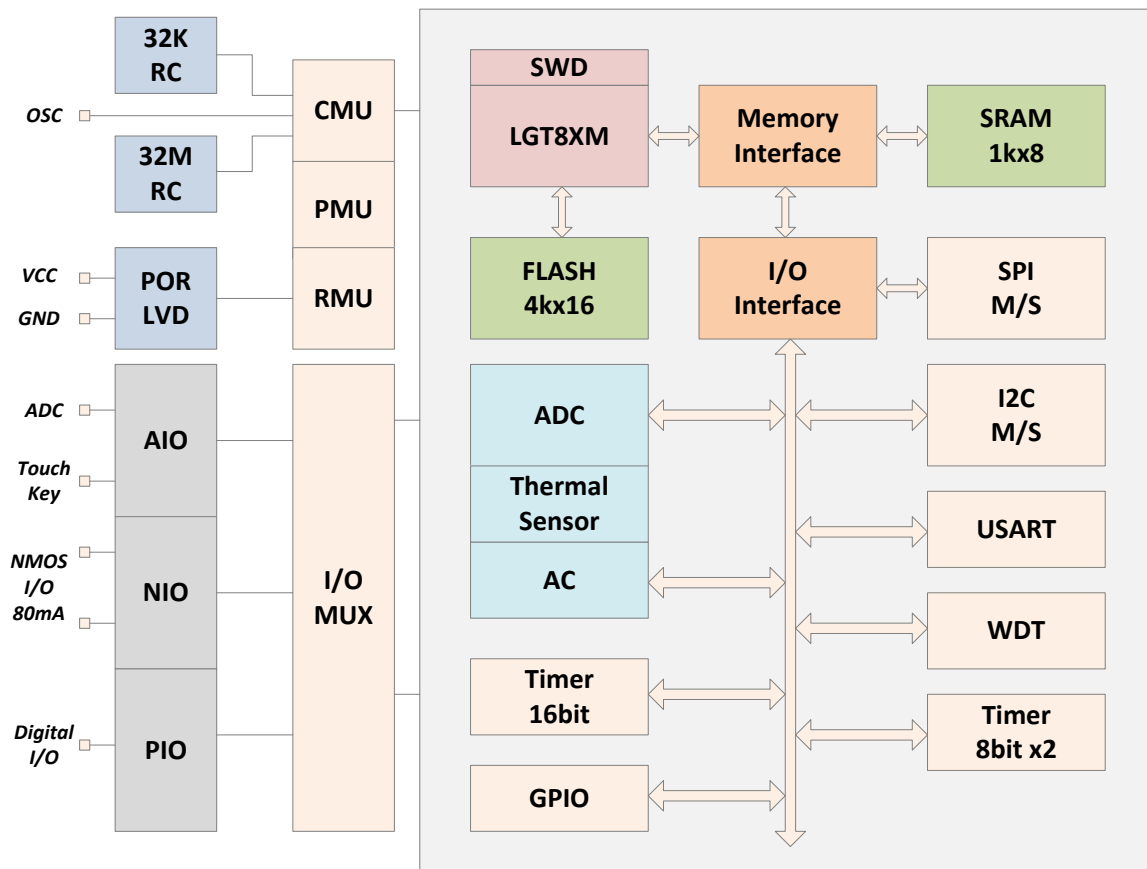 32K
RC
OSC
32M
RC
CMU
PMU
RMU
VCC
GND
POR
LVD
ADC
Touch
Key
AIO
NMOS
I/O
80mA
NIO
Digital
I/O
PIO
I/O
MUX
SWD
LGT8XM
Memory
Interface
SRAM
1kx8
FLASH
4kx16
I/O
Interface
SPI
M/S
ADC
Thermal
Sensor
AC
I2C
M/S
USART
WDT
Timer
16bit
Timer
8bit x2
GPIO